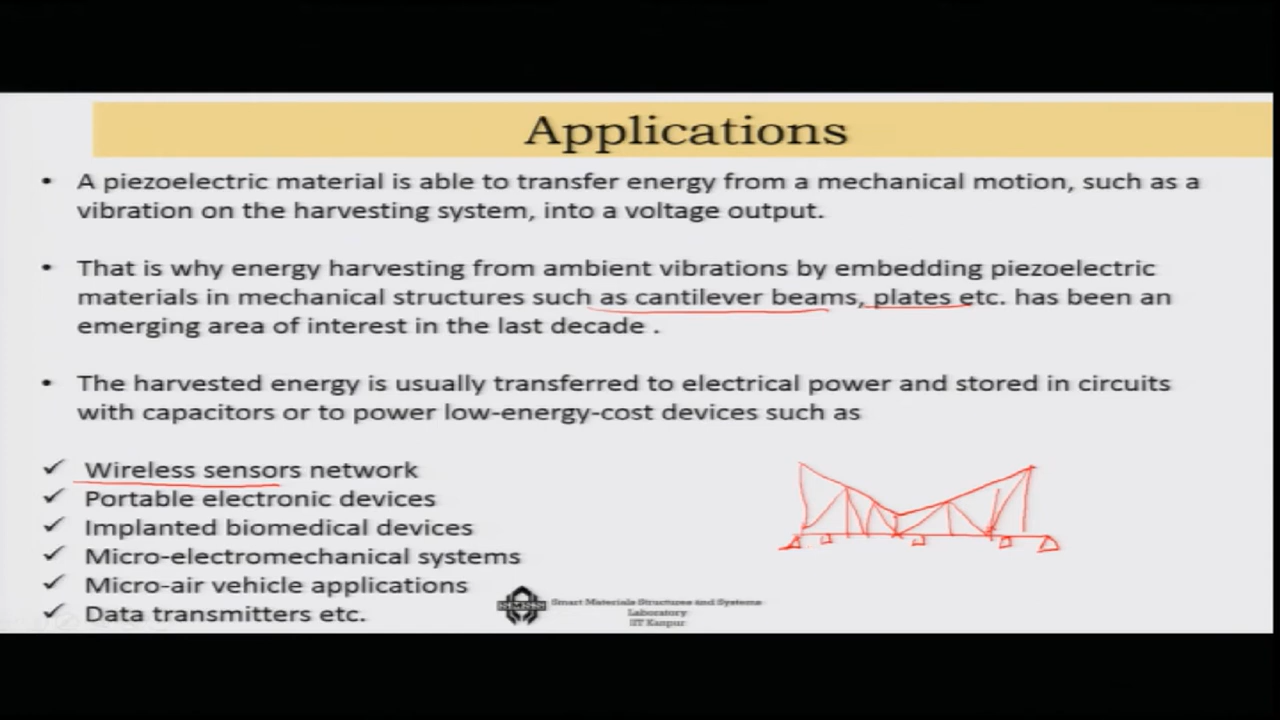 Applications
• A piezoelectric material is able to transfer energy from a mechanical motion, such as a
vibration on the harvesting system, into a voltage output.
• That is why energy harvesting from ambient vibrations by embedding piezoelectric
materials in mechanical structures such as cantilever beams, plates etc. has been an
emerging area of interest in the last decade .
• The harvested energy is usually transferred to electrical power and stored in circuits
with capacitors or to power low-energy-cost devices such as
✓ Wireless sensors network
✓ Portable electronic devices
✓ Implanted biomedical devices
✓ Micro-electromechanical systems
✓ Micro-air vehicle applications
✓ Data transmitters etc.
Smart Materials Structures and Systems
Laboratory
IIT Kanpur